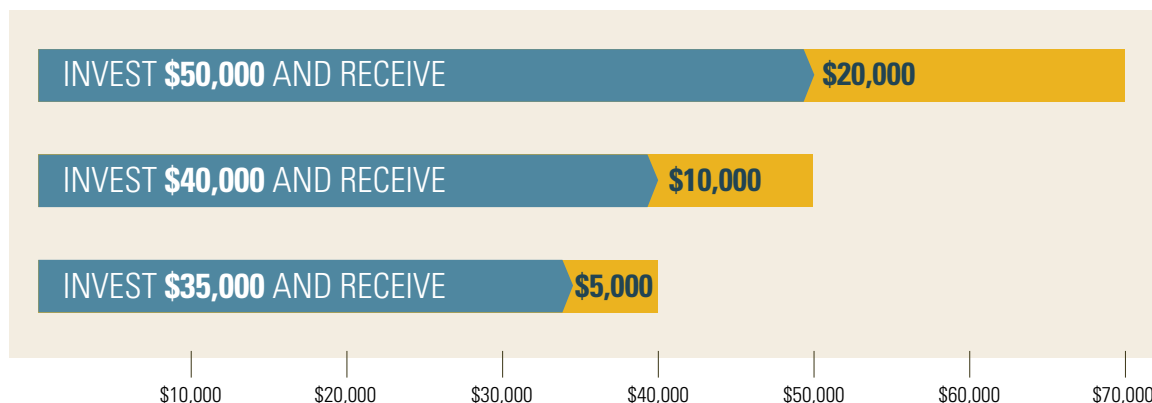 INVEST $50,000 AND RECEIVE $20,000
INVEST $40,000 AND RECEIVE $10,000
INVEST $35,000 AND RECEIVE $5,000
$10,000 $20,000 $30,000 $40,000 $50,000 $60,000 $70,000